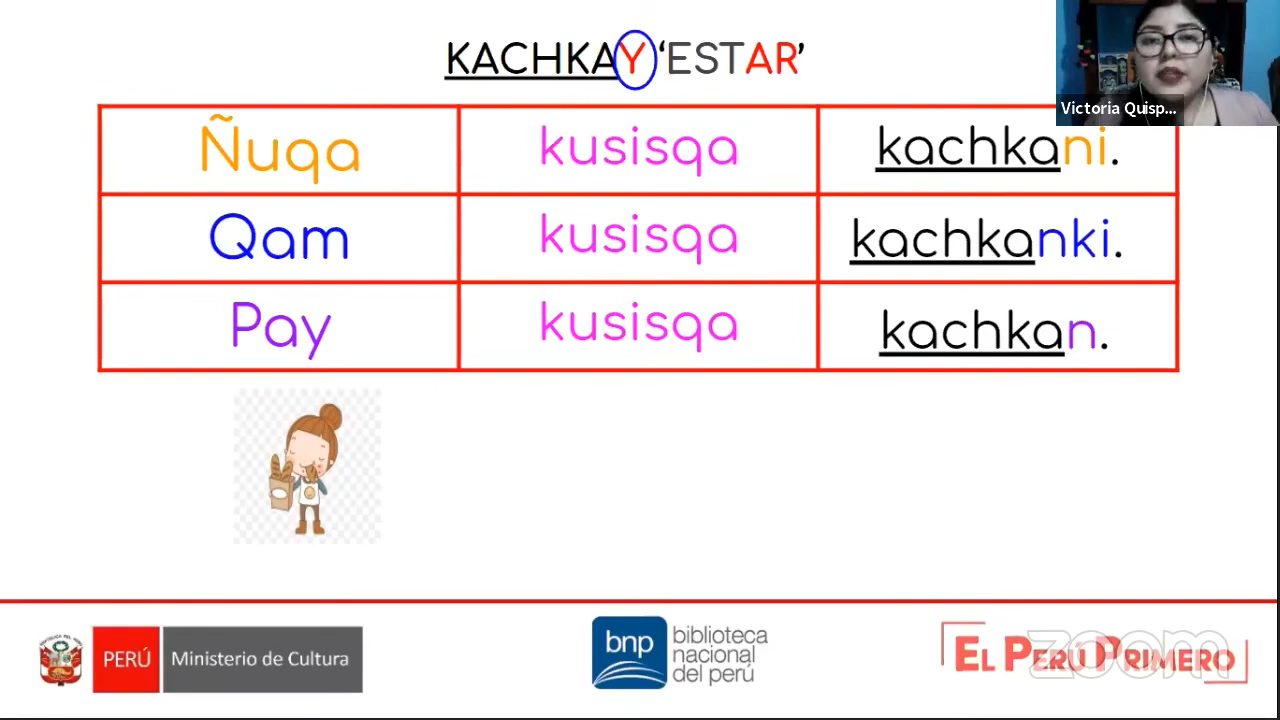 KACHKAY ‘ESTAR’
Victoria Quisp...
Ñuqa kusisqa kachkani.
Qam kusisqa kachkanki.
Pay kusisqa kachkan.
PERÚ Ministerio de Cultura
bnp biblioteca
nacional
del perú
EL PERÚ PRIMERO
zoom